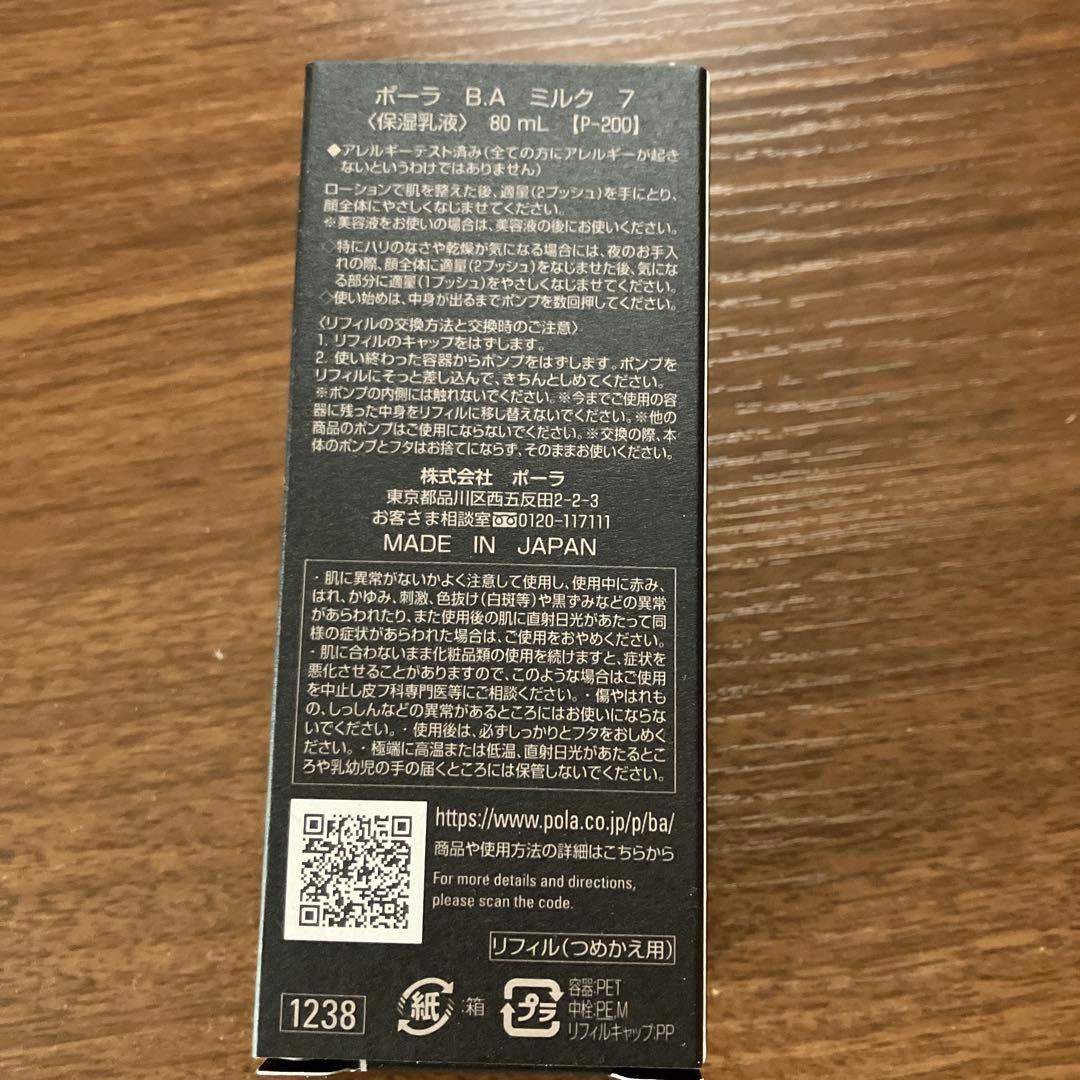 ポーラ B.A ミルク 7
〈保湿乳液〉 80 mL 【P-200】
◆アレルギーテスト済み(全ての方にアレルギーが起き
ないというわけではありません)
ローションで肌を整えた後、適量(2プッシュ)を手にとり、
顔全体にやさしくなじませてください。
※美容液をお使いの場合は、美容液の後にお使いください。
◇特にハリのなさや乾燥が気になる場合には、夜のお手入
れの際、顔全体に適量(2プッシュ)をなじませた後、気にな
る部分に適量(1プッシュ)をやさしくなじませてください。
◇使い始めは、中身が出るまでポンプを数回押してください。
〈リフィルの交換方法と交換時のご注意〉
1. リフィルのキャップをはずします。
2. 使い終わった容器からポンプをはずします。ポンプを
リフィルにそっと差し込んで、きちんとしめてください。
※ポンプの内側には触れないでください。※今までご使用の容
器に残った中身をリフィルに移し替えないでください。※他の
商品のポンプはご使用にならないでください。※交換の際、本
体のポンプとフタはお捨てにならず、そのままお使いください。
株式会社 ポーラ
東京都品川区西五反田2-2-3
お客さま相談室 0120-117111
MADE IN JAPAN
・肌に異常がないかよく注意して使用し、使用中に赤み、
はれ、かゆみ、刺激、色抜け(白斑等)や黒ずみなどの異常
があらわれたり、また使用後の肌に直射日光があたって同
様の症状があらわれた場合は、ご使用をおやめください。
・肌に合わないまま化粧品類の使用を続けますと、症状を
悪化させることがありますので、このような場合はご使用
を中止し皮フ科専門医等にご相談ください。・傷やはれも
の、しっしんなどの異常があるところにはお使いにならな
いでください。・使用後は、必ずしっかりとフタをおしめく
ださい。・極端に高温または低温、直射日光があたるとこ
ろや乳幼児の手の届くところには保管しないでください。
https://www.pola.co.jp/p/ba/
商品や使用方法の詳細はこちらから
For more details and directions,
please scan the code.
リフィル(つめかえ用)
1238
紙 :箱
プラ
容器:PET
中栓:PE,M
リフィルキャップ:PP